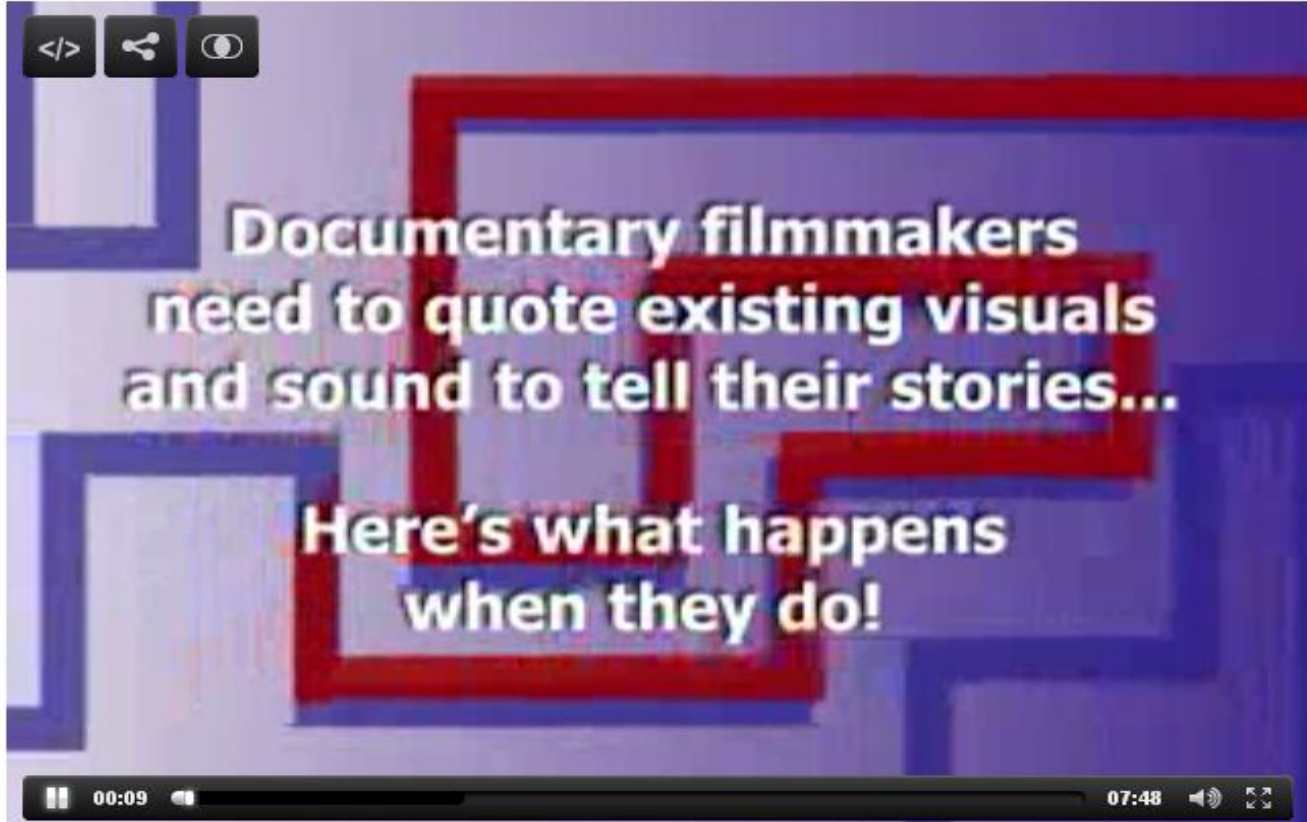 </>
Documentary filmmakers
need to quote existing visuals
and sound to tell their stories...
Here's what happens
when they do!
00:09 07:48